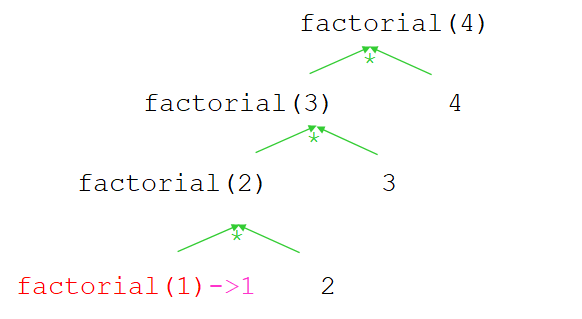 factorial(4)
*
factorial(3) 4
*
factorial(2) 3
*
factorial(1)->1 2